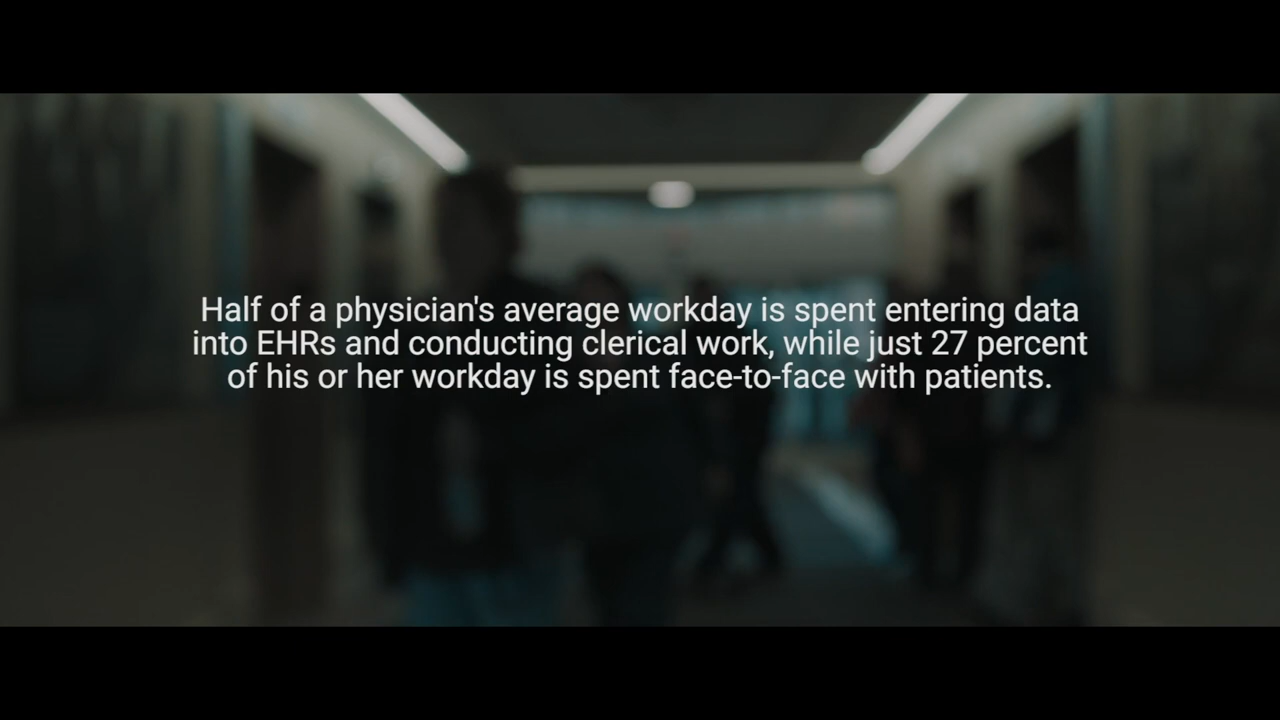 Half of a physician's average workday is spent entering data
into EHRs and conducting clerical work, while just 27 percent
of his or her workday is spent face-to-face with patients.